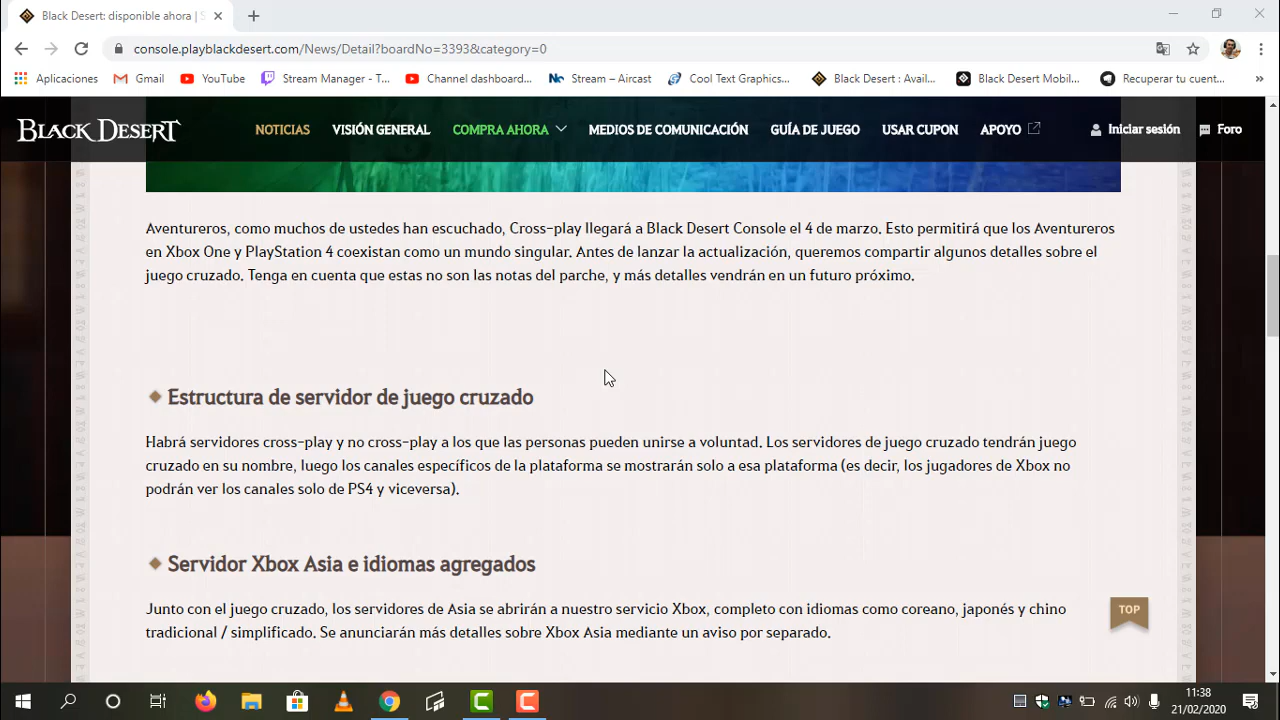 Black Desert: disponible ahora | S
console.playblackdesert.com/News/Detail?boardNo=3393&category=0
Aplicaciones Gmail YouTube Stream Manager - T... Channel dashboard... Stream – Aircast Cool Text Graphics... Black Desert : Avail... Black Desert Mobil... Recuperar tu cuent... »
BLACK DESERT NOTICIAS VISIÓN GENERAL COMPRA AHORA MEDIOS DE COMUNICACIÓN GUÍA DE JUEGO USAR CUPON APOYO Iniciar sesión Foro
Aventureros, como muchos de ustedes han escuchado, Cross-play llegará a Black Desert Console el 4 de marzo. Esto permitirá que los Aventureros
en Xbox One y PlayStation 4 coexistan como un mundo singular. Antes de lanzar la actualización, queremos compartir algunos detalles sobre el
juego cruzado. Tenga en cuenta que estas no son las notas del parche, y más detalles vendrán en un futuro próximo.
Estructura de servidor de juego cruzado
Habrá servidores cross-play y no cross-play a los que las personas pueden unirse a voluntad. Los servidores de juego cruzado tendrán juego
cruzado en su nombre, luego los canales específicos de la plataforma se mostrarán solo a esa plataforma (es decir, los jugadores de Xbox no
podrán ver los canales solo de PS4 y viceversa).
Servidor Xbox Asia e idiomas agregados
Junto con el juego cruzado, los servidores de Asia se abrirán a nuestro servicio Xbox, completo con idiomas como coreano, japonés y chino
tradicional / simplificado. Se anunciarán más detalles sobre Xbox Asia mediante un aviso por separado.
TOP
11:38
21/02/2020